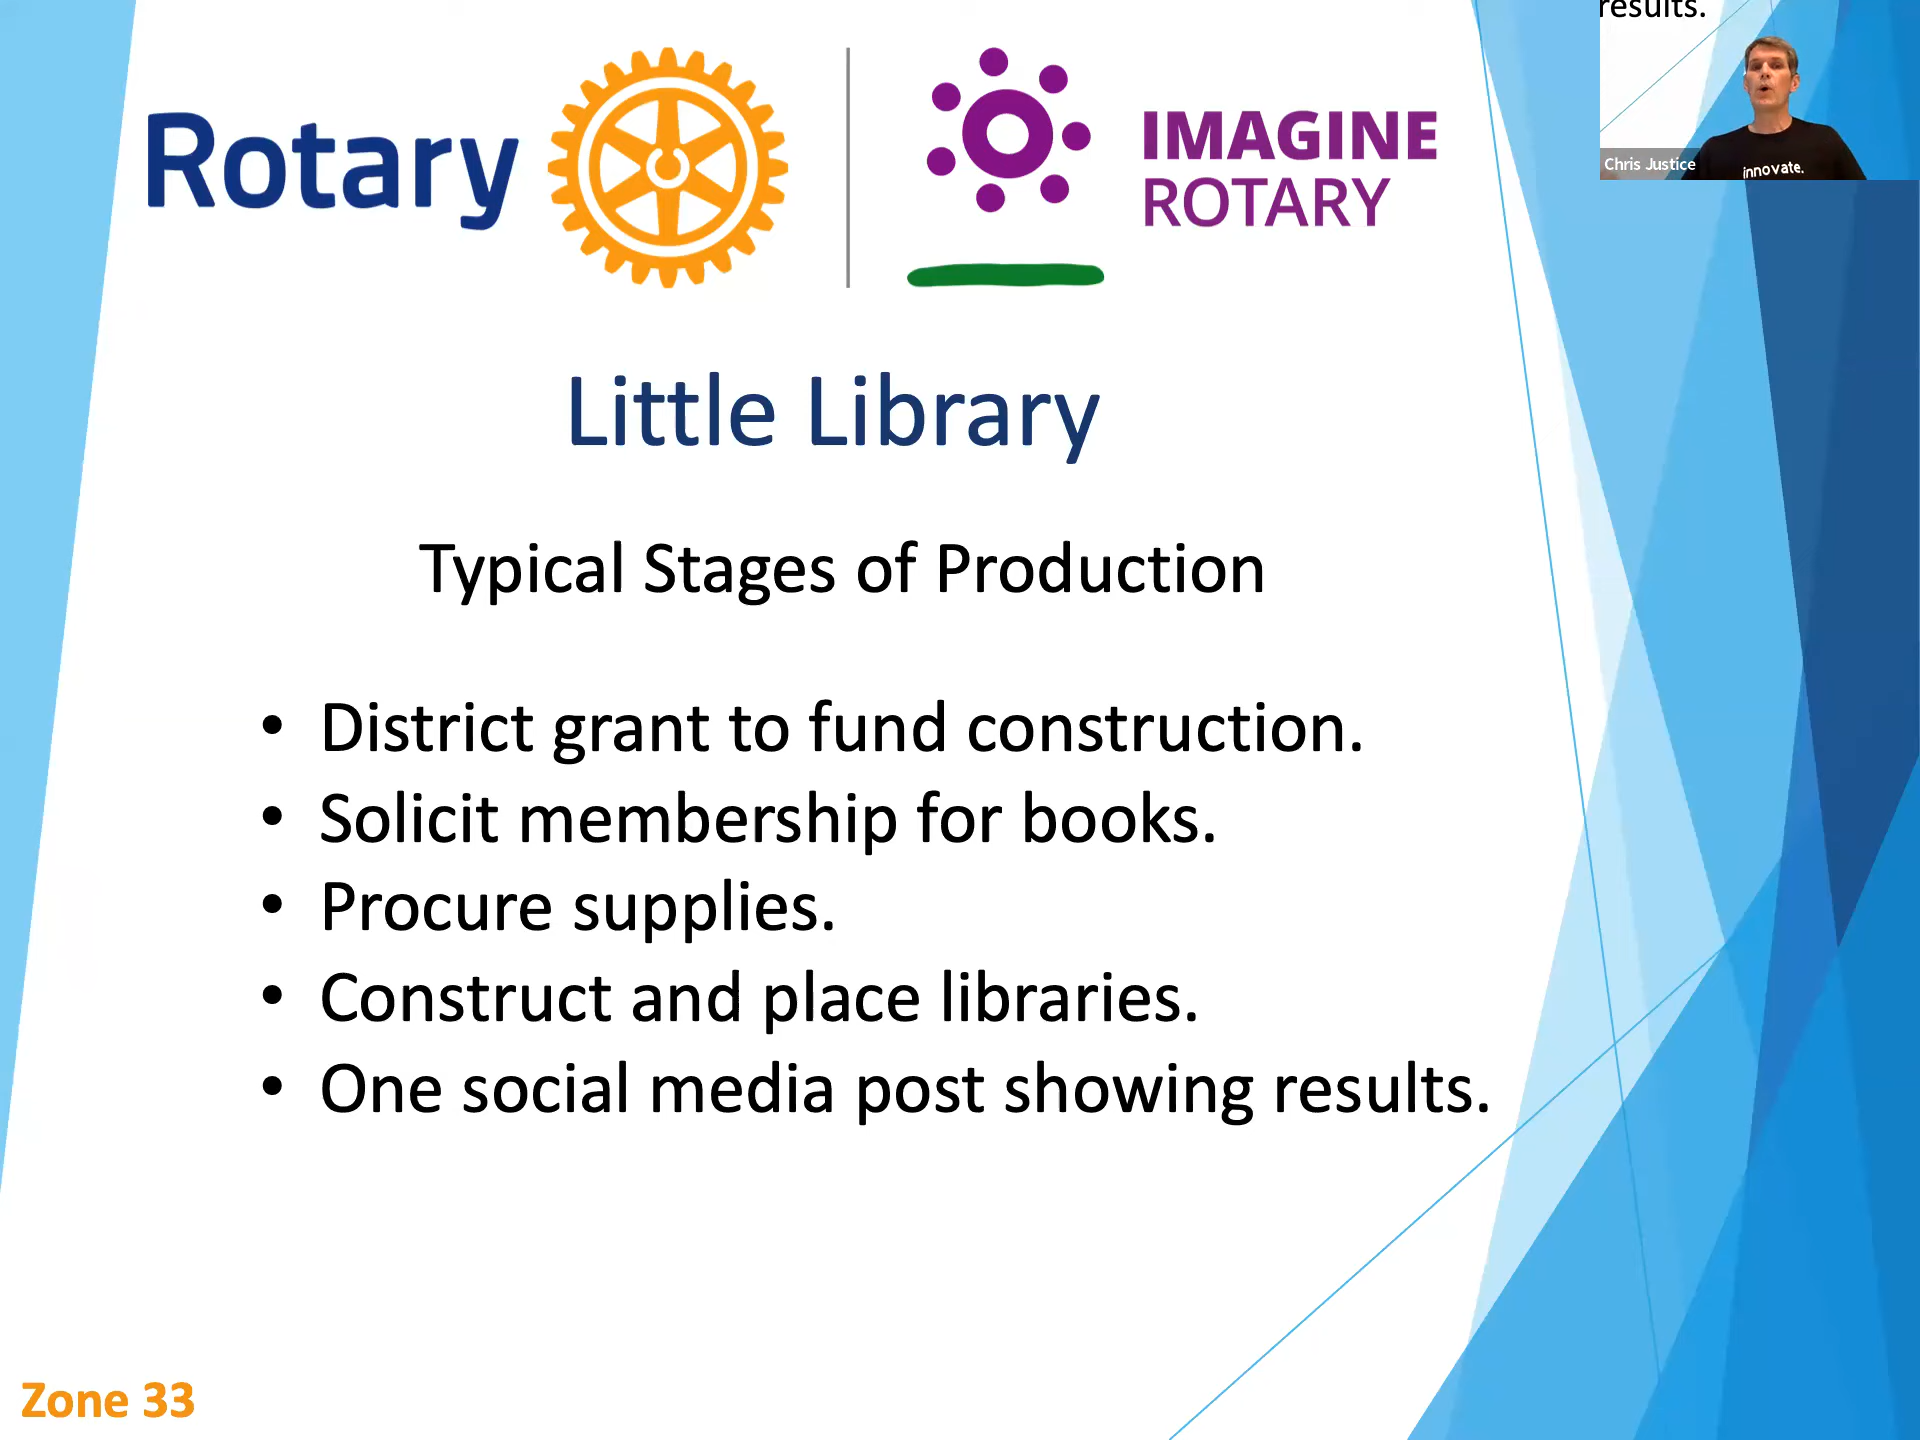 results.
Rotary
IMAGINE
ROTARY
Chris Justice
innovate.
Little Library
Typical Stages of Production
• District grant to fund construction.
• Solicit membership for books.
• Procure supplies.
• Construct and place libraries.
• One social media post showing results.
Zone 33